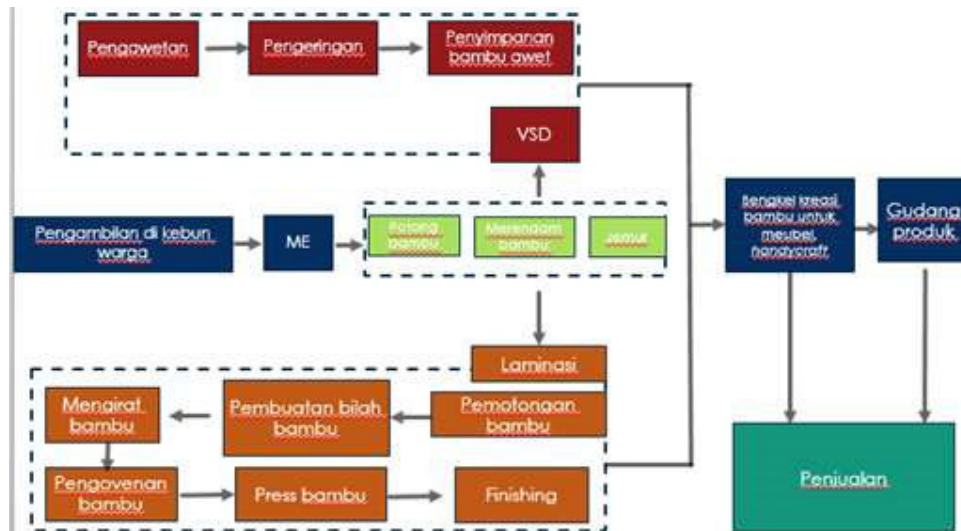 Pengawetan
Pengeringan
Penyimpanan
bambu awet
VSD
Pengambilan di kebun
warga
ME
Potong
bambu
Merendam
bambu
Jemur
Bengkel kreasi
bambu untuk
meubel,
handycraft
Gudang
produk
Laminasi
Mengirat
bambu
Pembuatan bilah
bambu
Pemotongan
bambu
Pengovenan
bambu
Press bambu
Finishing
Penjualan